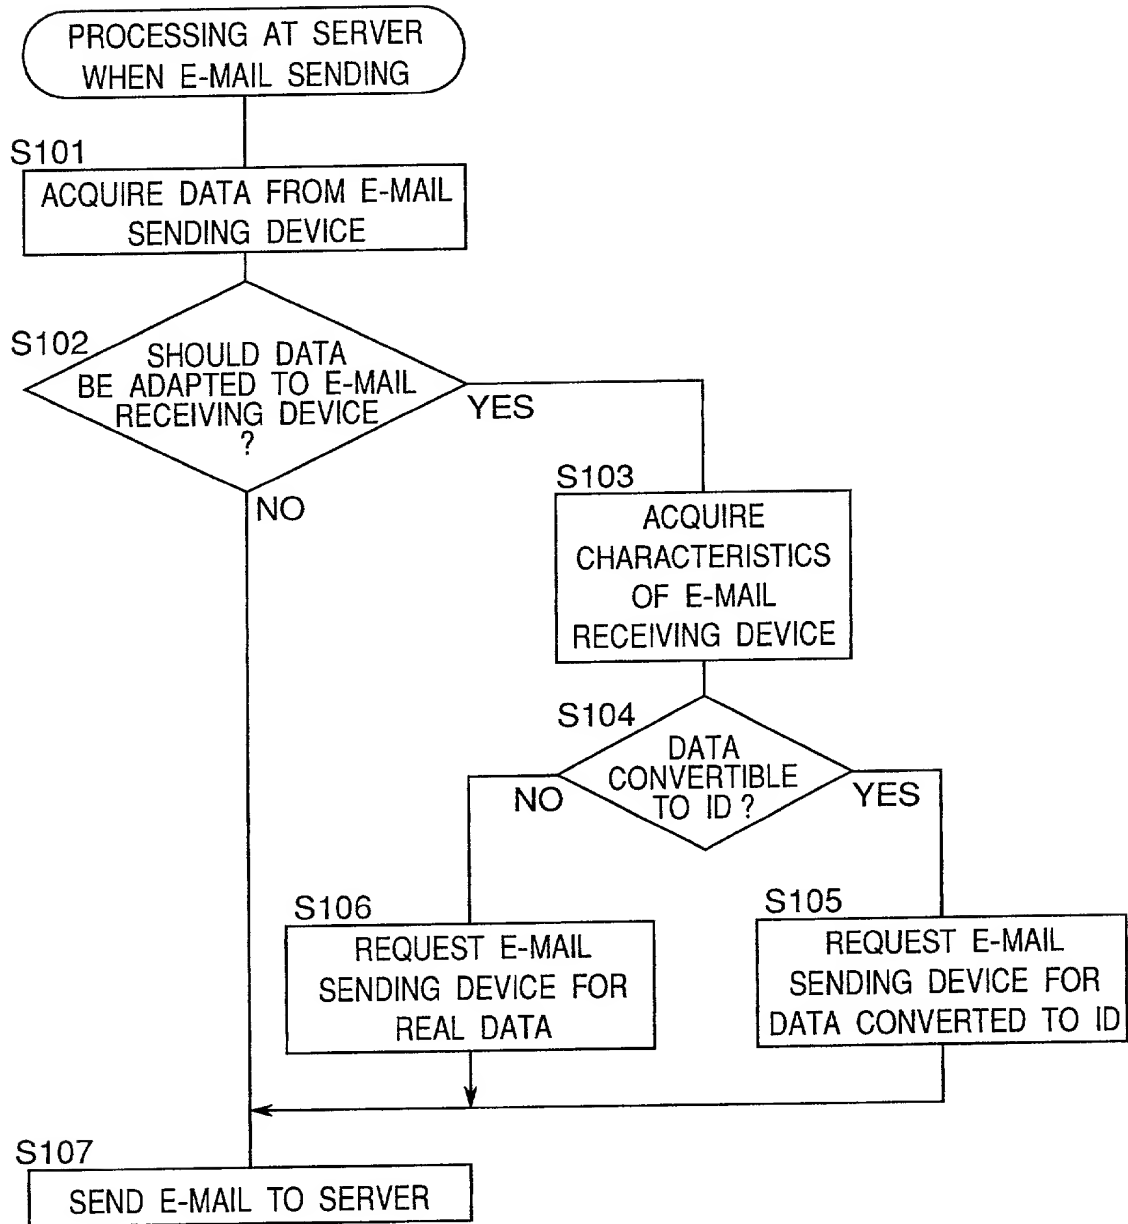 PROCESSING AT SERVER
WHEN E-MAIL SENDING
S101
ACQUIRE DATA FROM E-MAIL
SENDING DEVICE
S102
SHOULD DATA
BE ADAPTED TO E-MAIL
RECEIVING DEVICE
?
YES
NO
S103
ACQUIRE
CHARACTERISTICS
OF E-MAIL
RECEIVING DEVICE
S104
DATA
CONVERTIBLE
TO ID?
NO
YES
S106
REQUEST E-MAIL
SENDING DEVICE FOR
REAL DATA
S105
REQUEST E-MAIL
SENDING DEVICE FOR
DATA CONVERTED TO ID
S107
SEND E-MAIL TO SERVER